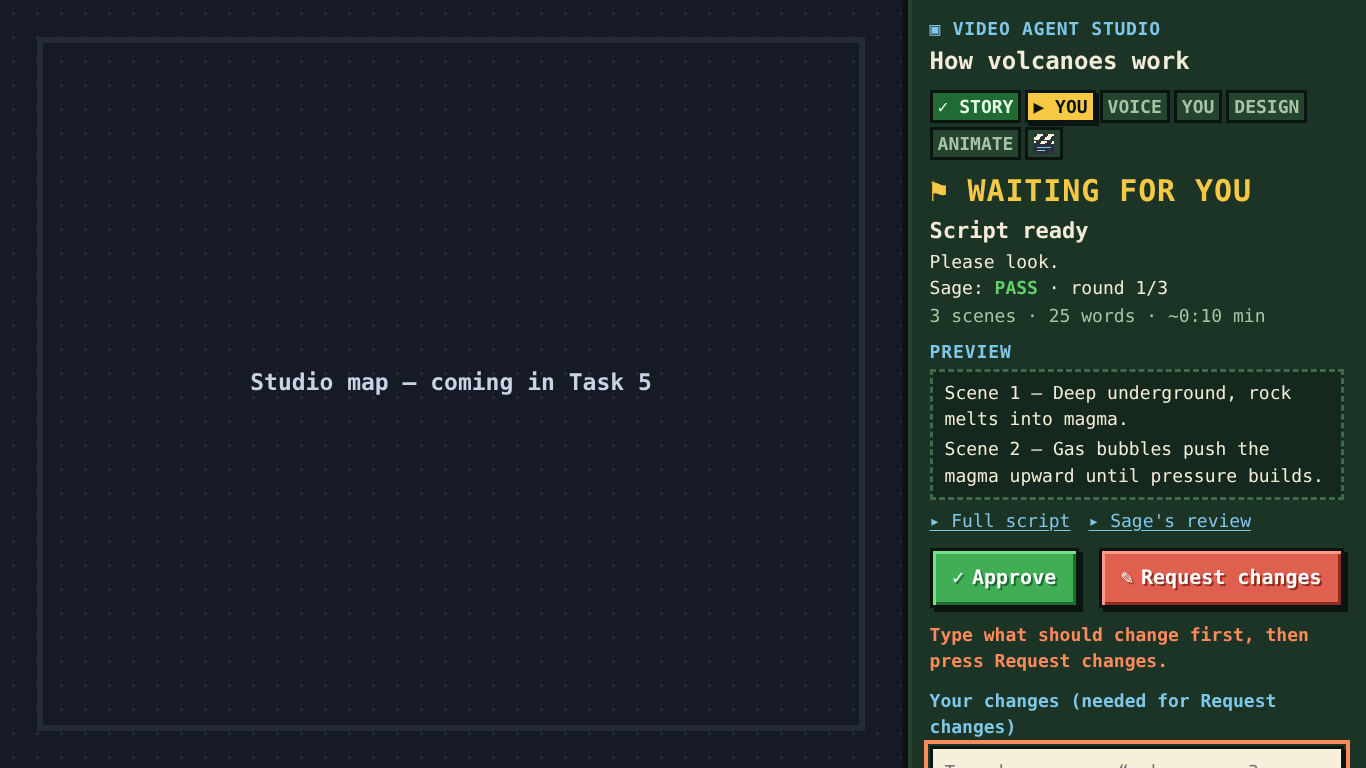 Studio map — coming in Task 5
▣ VIDEO AGENT STUDIO
How volcanoes work
✓ STORY ▶ YOU VOICE YOU DESIGN
ANIMATE
⚑ WAITING FOR YOU
Script ready
Please look.
Sage: PASS · round 1/3
3 scenes · 25 words · ~0:10 min
PREVIEW
Scene 1 — Deep underground, rock
melts into magma.
Scene 2 — Gas bubbles push the
magma upward until pressure builds.
▸ Full script ▸ Sage's review
✓ Approve ✎ Request changes
Type what should change first, then
press Request changes.
Your changes (needed for Request
changes)